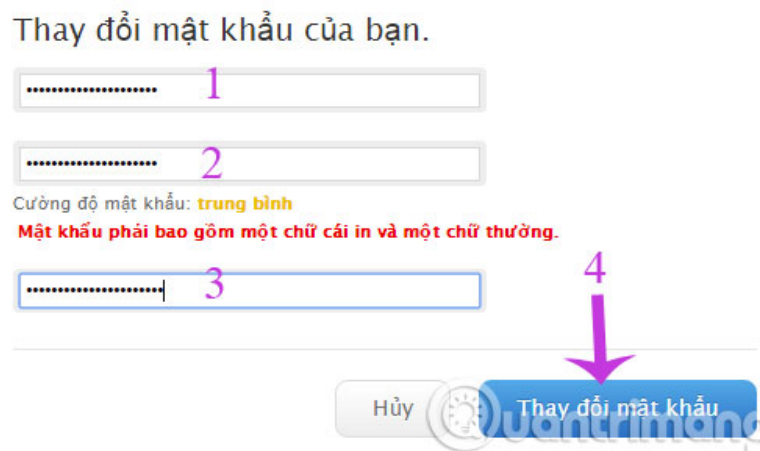 Thay đổi mật khẩu của bạn.
••••••••••••••••••••• 1
••••••••••••••••••••• 2
Cường độ mật khẩu: trung bình
Mật khẩu phải bao gồm một chữ cái in và một chữ thường.
•••••••••••••••••••••• 3
4
Hủy
Thay đổi mật khẩu
Quantrimang